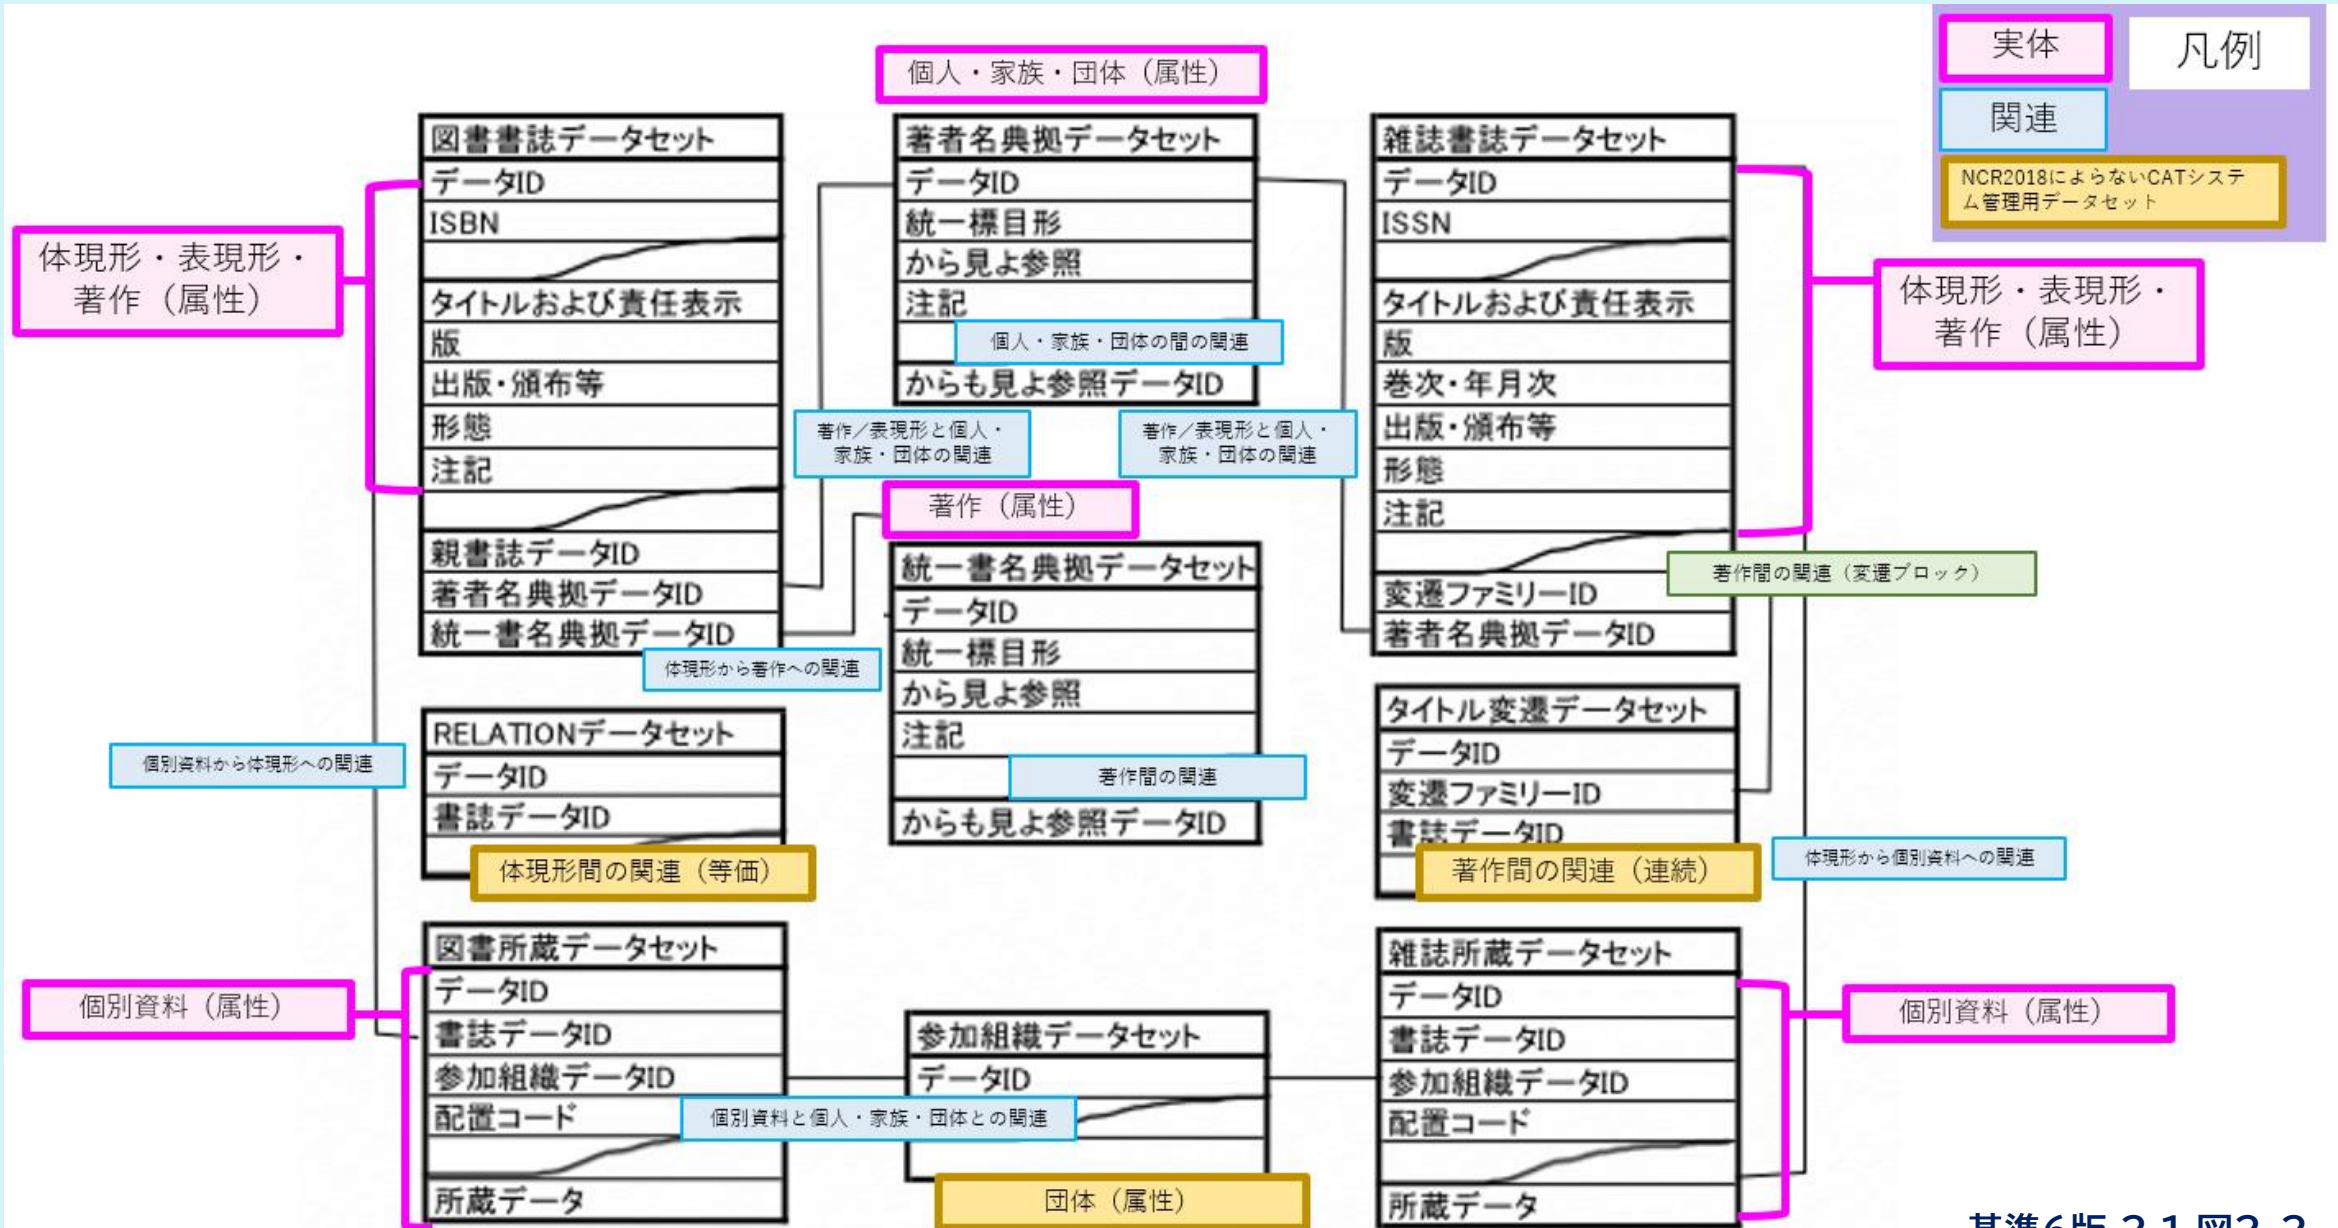 実体
凡例
関連
NCR2018によらないCATシステ
ム管理用データセット
体現形・表現形・
著作（属性）
図書書誌データセット
データID
ISBN
タイトルおよび責任表示
版
出版・頒布等
形態
注記
親書誌データID
著者名典拠データID
統一書名典拠データID
個人・家族・団体（属性）
著者名典拠データセット
データID
統一標目形
から見よ参照
注記
個人・家族・団体の間の関連
からも見よ参照データID
著作／表現形と個人・
家族・団体の関連
著作／表現形と個人・
家族・団体の関連
雑誌書誌データセット
データID
ISSN
タイトルおよび責任表示
版
巻次・年月次
出版・頒布等
形態
注記
変遷ファミリーID
著者名典拠データID
体現形・表現形・
著作（属性）
著作間の関連（変遷ブロック）
著作（属性）
統一書名典拠データセット
データID
統一標目形
から見よ参照
注記
著作間の関連
からも見よ参照データID
体現形から著作への関連
個別資料から体現形への関連
RELATIONデータセット
データID
書誌データID
体現形間の関連（等価）
タイトル変遷データセット
データID
変遷ファミリーID
書誌データID
著作間の関連（連続）
体現形から個別資料への関連
個別資料（属性）
図書所蔵データセット
データID
書誌データID
参加組織データID
配置コード
所蔵データ
個別資料と個人・家族・団体との関連
参加組織データセット
データID
団体（属性）
雑誌所蔵データセット
データID
書誌データID
参加組織データID
配置コード
所蔵データ
個別資料（属性）